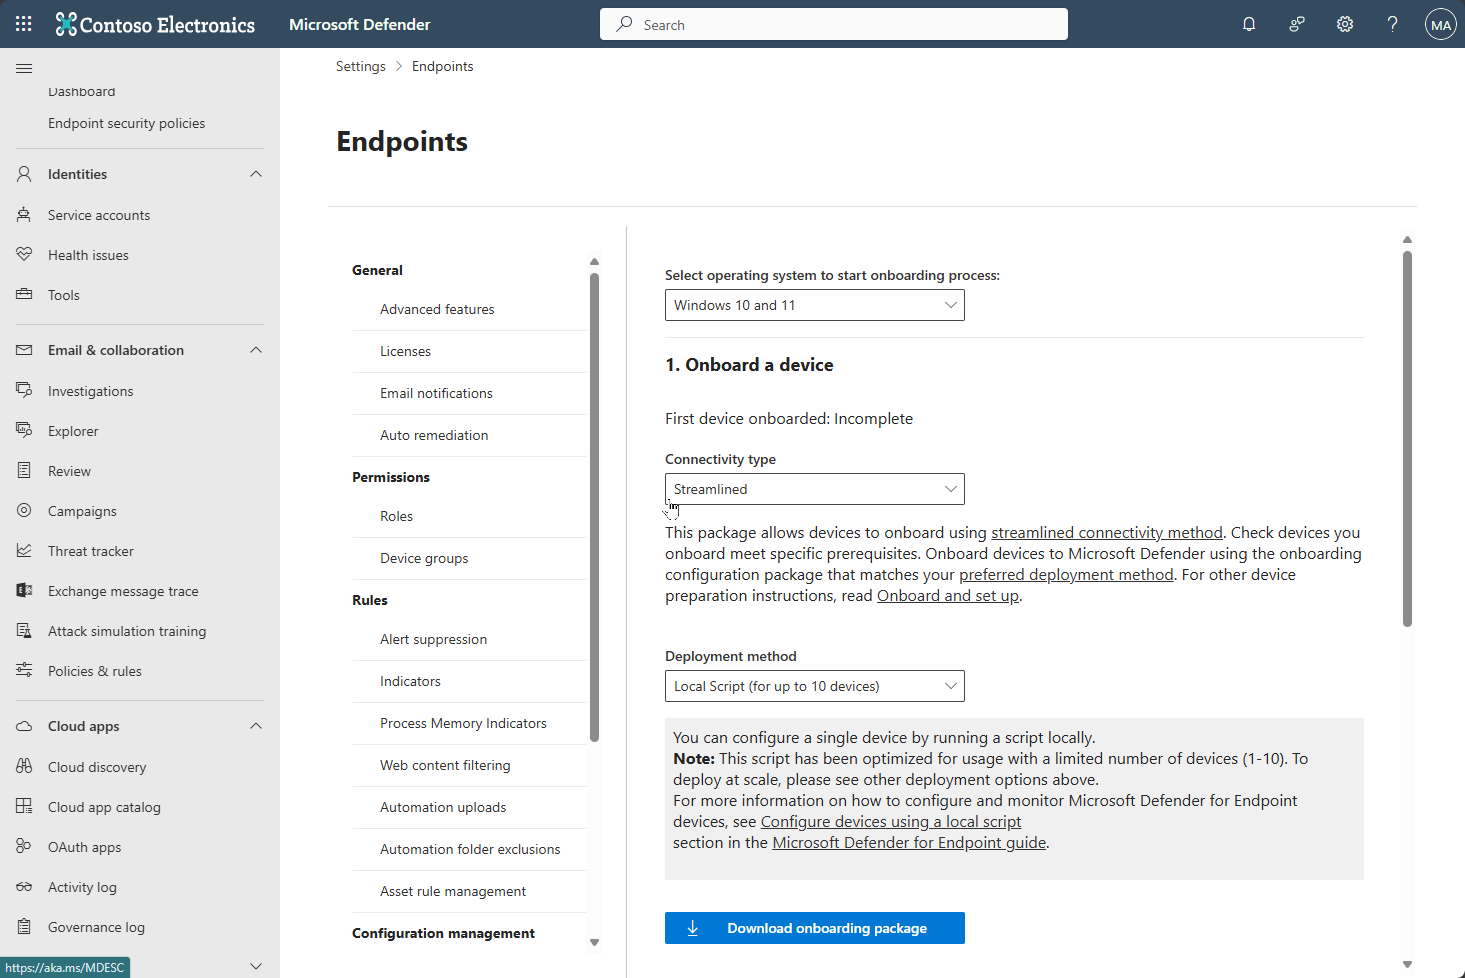 Contoso Electronics
Microsoft Defender
Search
MA
Dashboard
Endpoint security policies
Identities
Service accounts
Health issues
Tools
Email & collaboration
Investigations
Explorer
Review
Campaigns
Threat tracker
Exchange message trace
Attack simulation training
Policies & rules
Cloud apps
Cloud discovery
Cloud app catalog
OAuth apps
Activity log
Governance log
https://aka.ms/MDESC
Settings > Endpoints
Endpoints
General
Advanced features
Licenses
Email notifications
Auto remediation
Permissions
Roles
Device groups
Rules
Alert suppression
Indicators
Process Memory Indicators
Web content filtering
Automation uploads
Automation folder exclusions
Asset rule management
Configuration management
Select operating system to start onboarding process:
Windows 10 and 11
1. Onboard a device
First device onboarded: Incomplete
Connectivity type
Streamlined
This package allows devices to onboard using streamlined connectivity method. Check devices you
onboard meet specific prerequisites. Onboard devices to Microsoft Defender using the onboarding
configuration package that matches your preferred deployment method. For other device
preparation instructions, read Onboard and set up.
Deployment method
Local Script (for up to 10 devices)
You can configure a single device by running a script locally.
Note: This script has been optimized for usage with a limited number of devices (1-10). To
deploy at scale, please see other deployment options above.
For more information on how to configure and monitor Microsoft Defender for Endpoint
devices, see Configure devices using a local script
section in the Microsoft Defender for Endpoint guide.
Download onboarding package